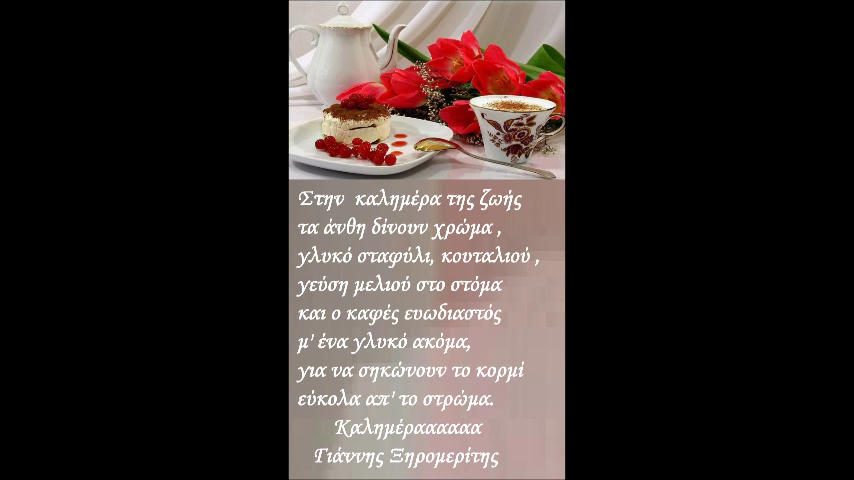 Στην καλημέρα της ζωής
τα άνθη δίνουν χρώμα ,
γλυκό σταφύλι, κουταλιού ,
γεύση μελιού στο στόμα
και ο καφές ευωδιαστός
μ' ένα γλυκό ακόμα,
για να σηκώνουν το κορμί
εύκολα απ' το στρώμα.
Καλημέραααααα
Γιάννης Ξηρομερίτης